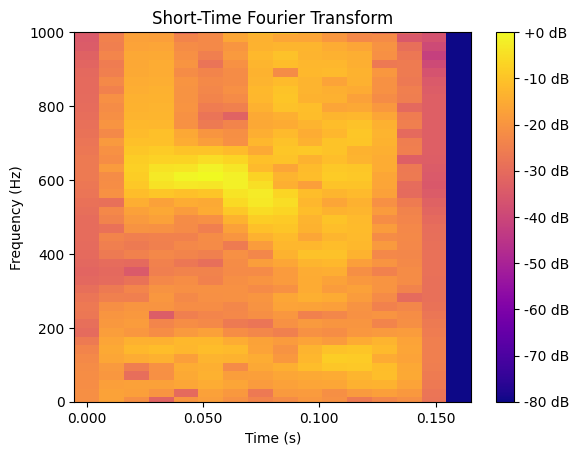 Short-Time Fourier Transform
1000
800
600
400
200
0
Frequency (Hz)
0.000
0.050
0.100
0.150
Time (s)
+0 dB
-10 dB
-20 dB
-30 dB
-40 dB
-50 dB
-60 dB
-70 dB
-80 dB